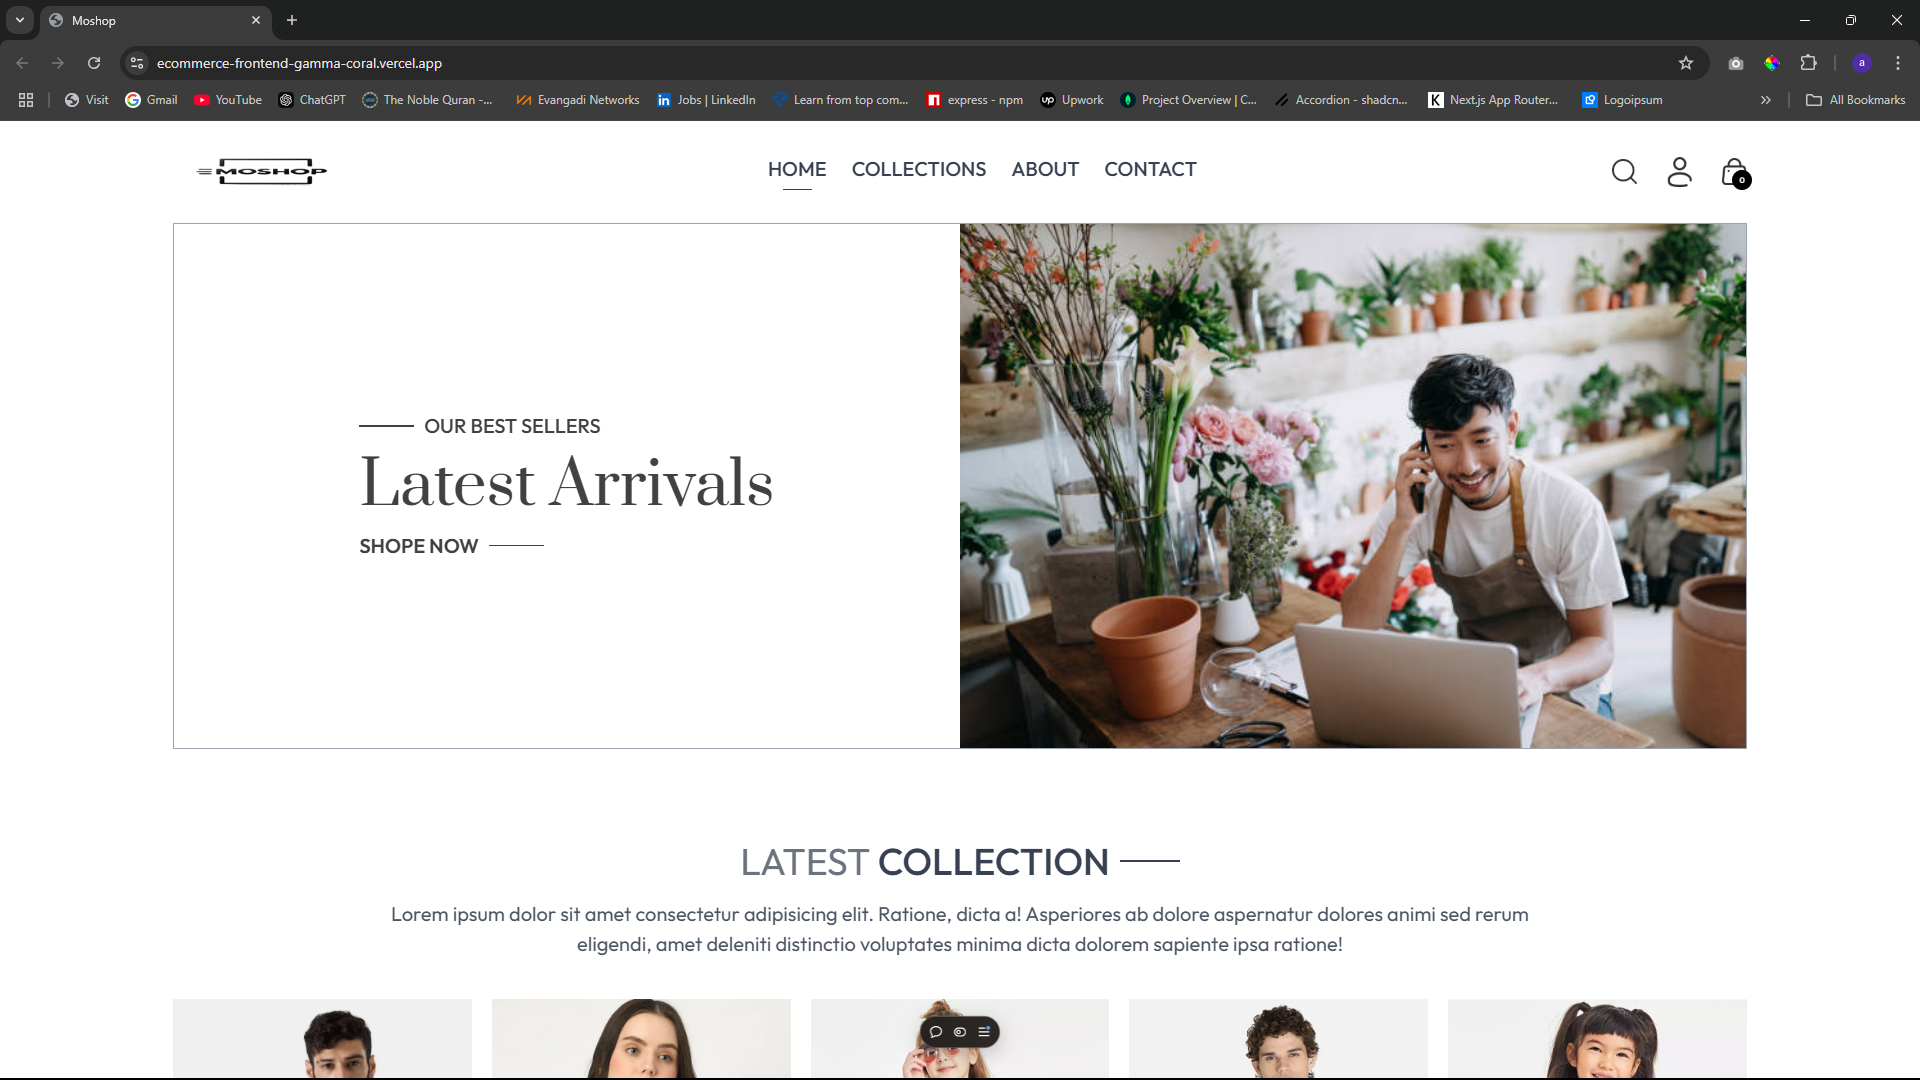 Moshop
ecommerce-frontend-gamma-coral.vercel.app
a
Visit
Gmail
YouTube
ChatGPT
The Noble Quran -...
Evangadi Networks
Jobs | LinkedIn
Learn from top com...
express - npm
Upwork
Project Overview | C...
Accordion - shadcn...
Next.js App Router...
Logoipsum
All Bookmarks
MOSHOP
HOME
COLLECTIONS
ABOUT
CONTACT
0
OUR BEST SELLERS
Latest Arrivals
SHOPE NOW
LATEST COLLECTION
Lorem ipsum dolor sit amet consectetur adipisicing elit. Ratione, dicta a! Asperiores ab dolore aspernatur dolores animi sed rerum
eligendi, amet deleniti distinctio voluptates minima dicta dolorem sapiente ipsa ratione!